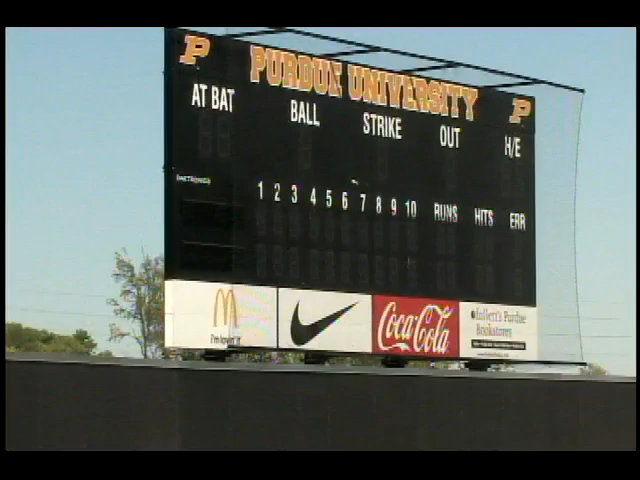 P PURDUE UNIVERSITY P
AT BAT BALL STRIKE OUT H/E
1 2 3 4 5 6 7 8 9 10 RUNS HITS ERR
i'm lovin' it
Coca-Cola
Follett's Purdue
Bookstores